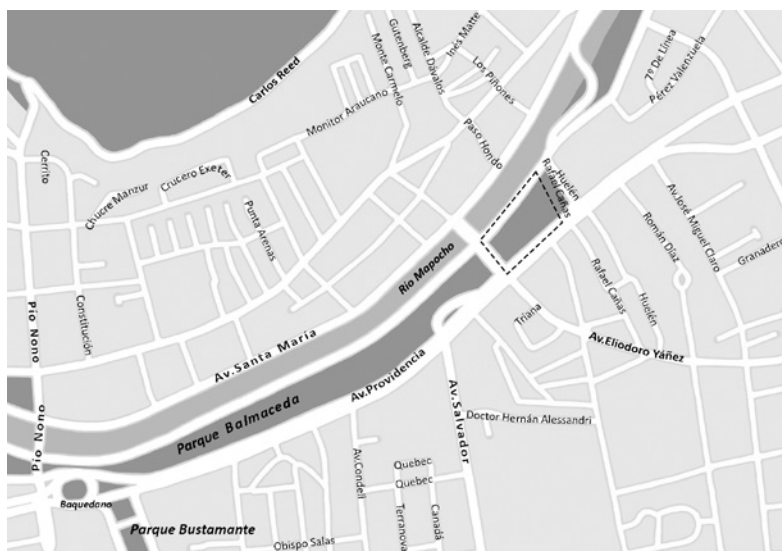 Gutenberg
Alcalde Dávalos
Inés Matte
Monte Carmelo
Los Piñones
7º De Línea
Pérez Valenzuela
Carlos Reed
Monitor Araucano
Paso Hondo
Cerrito
Crucero Exeter
Chucre Manzur
Huelén
Rafael Cañas
Punta Arenas
Av.José Miguel Claro
Román Díaz
Granaderos
Río Mapocho
Rafael Cañas
Huelén
Constitución
Pío Nono
Triana
Av.Santa María
Av.Eliodoro Yáñez
Av.Providencia
Av.Salvador
Parque Balmaceda
Doctor Hernán Alessandri
Pío Nono
Av.Condell
Quebec
Quebec
Baquedano
Terranova
Canadá
Parque Bustamante
Obispo Salas